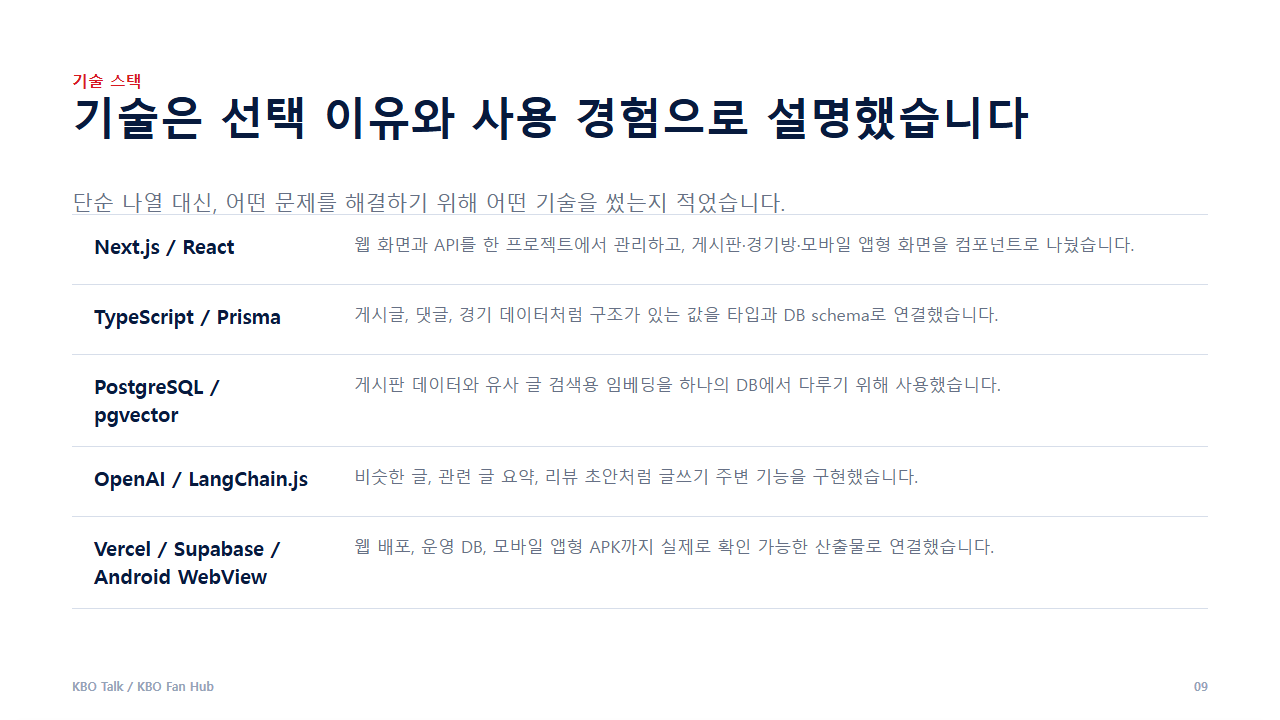 기술 스택
기술은 선택 이유와 사용 경험으로 설명했습니다
단순 나열 대신, 어떤 문제를 해결하기 위해 어떤 기술을 썼는지 적었습니다.
Next.js / React
웹 화면과 API를 한 프로젝트에서 관리하고, 게시판·경기방·모바일 앱형 화면을 컴포넌트로 나눴습니다.
TypeScript / Prisma
게시글, 댓글, 경기 데이터처럼 구조가 있는 값을 타입과 DB schema로 연결했습니다.
PostgreSQL /
pgvector
게시판 데이터와 유사 글 검색용 임베딩을 하나의 DB에서 다루기 위해 사용했습니다.
OpenAI / LangChain.js
비슷한 글, 관련 글 요약, 리뷰 초안처럼 글쓰기 주변 기능을 구현했습니다.
Vercel / Supabase /
Android WebView
웹 배포, 운영 DB, 모바일 앱형 APK까지 실제로 확인 가능한 산출물로 연결했습니다.
KBO Talk / KBO Fan Hub
09